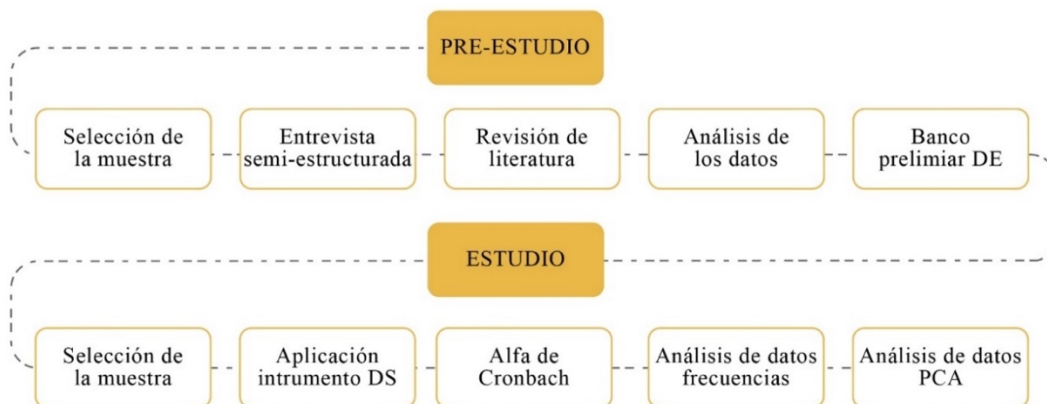 PRE-ESTUDIO
Selección de
la muestra
Entrevista
semi-estructurada
Revisión de
literatura
Análisis de
los datos
Banco
prelimiar DE
ESTUDIO
Selección de
la muestra
Aplicación
intrumento DS
Alfa de
Cronbach
Análisis de datos
frecuencias
Análisis de datos
PCA